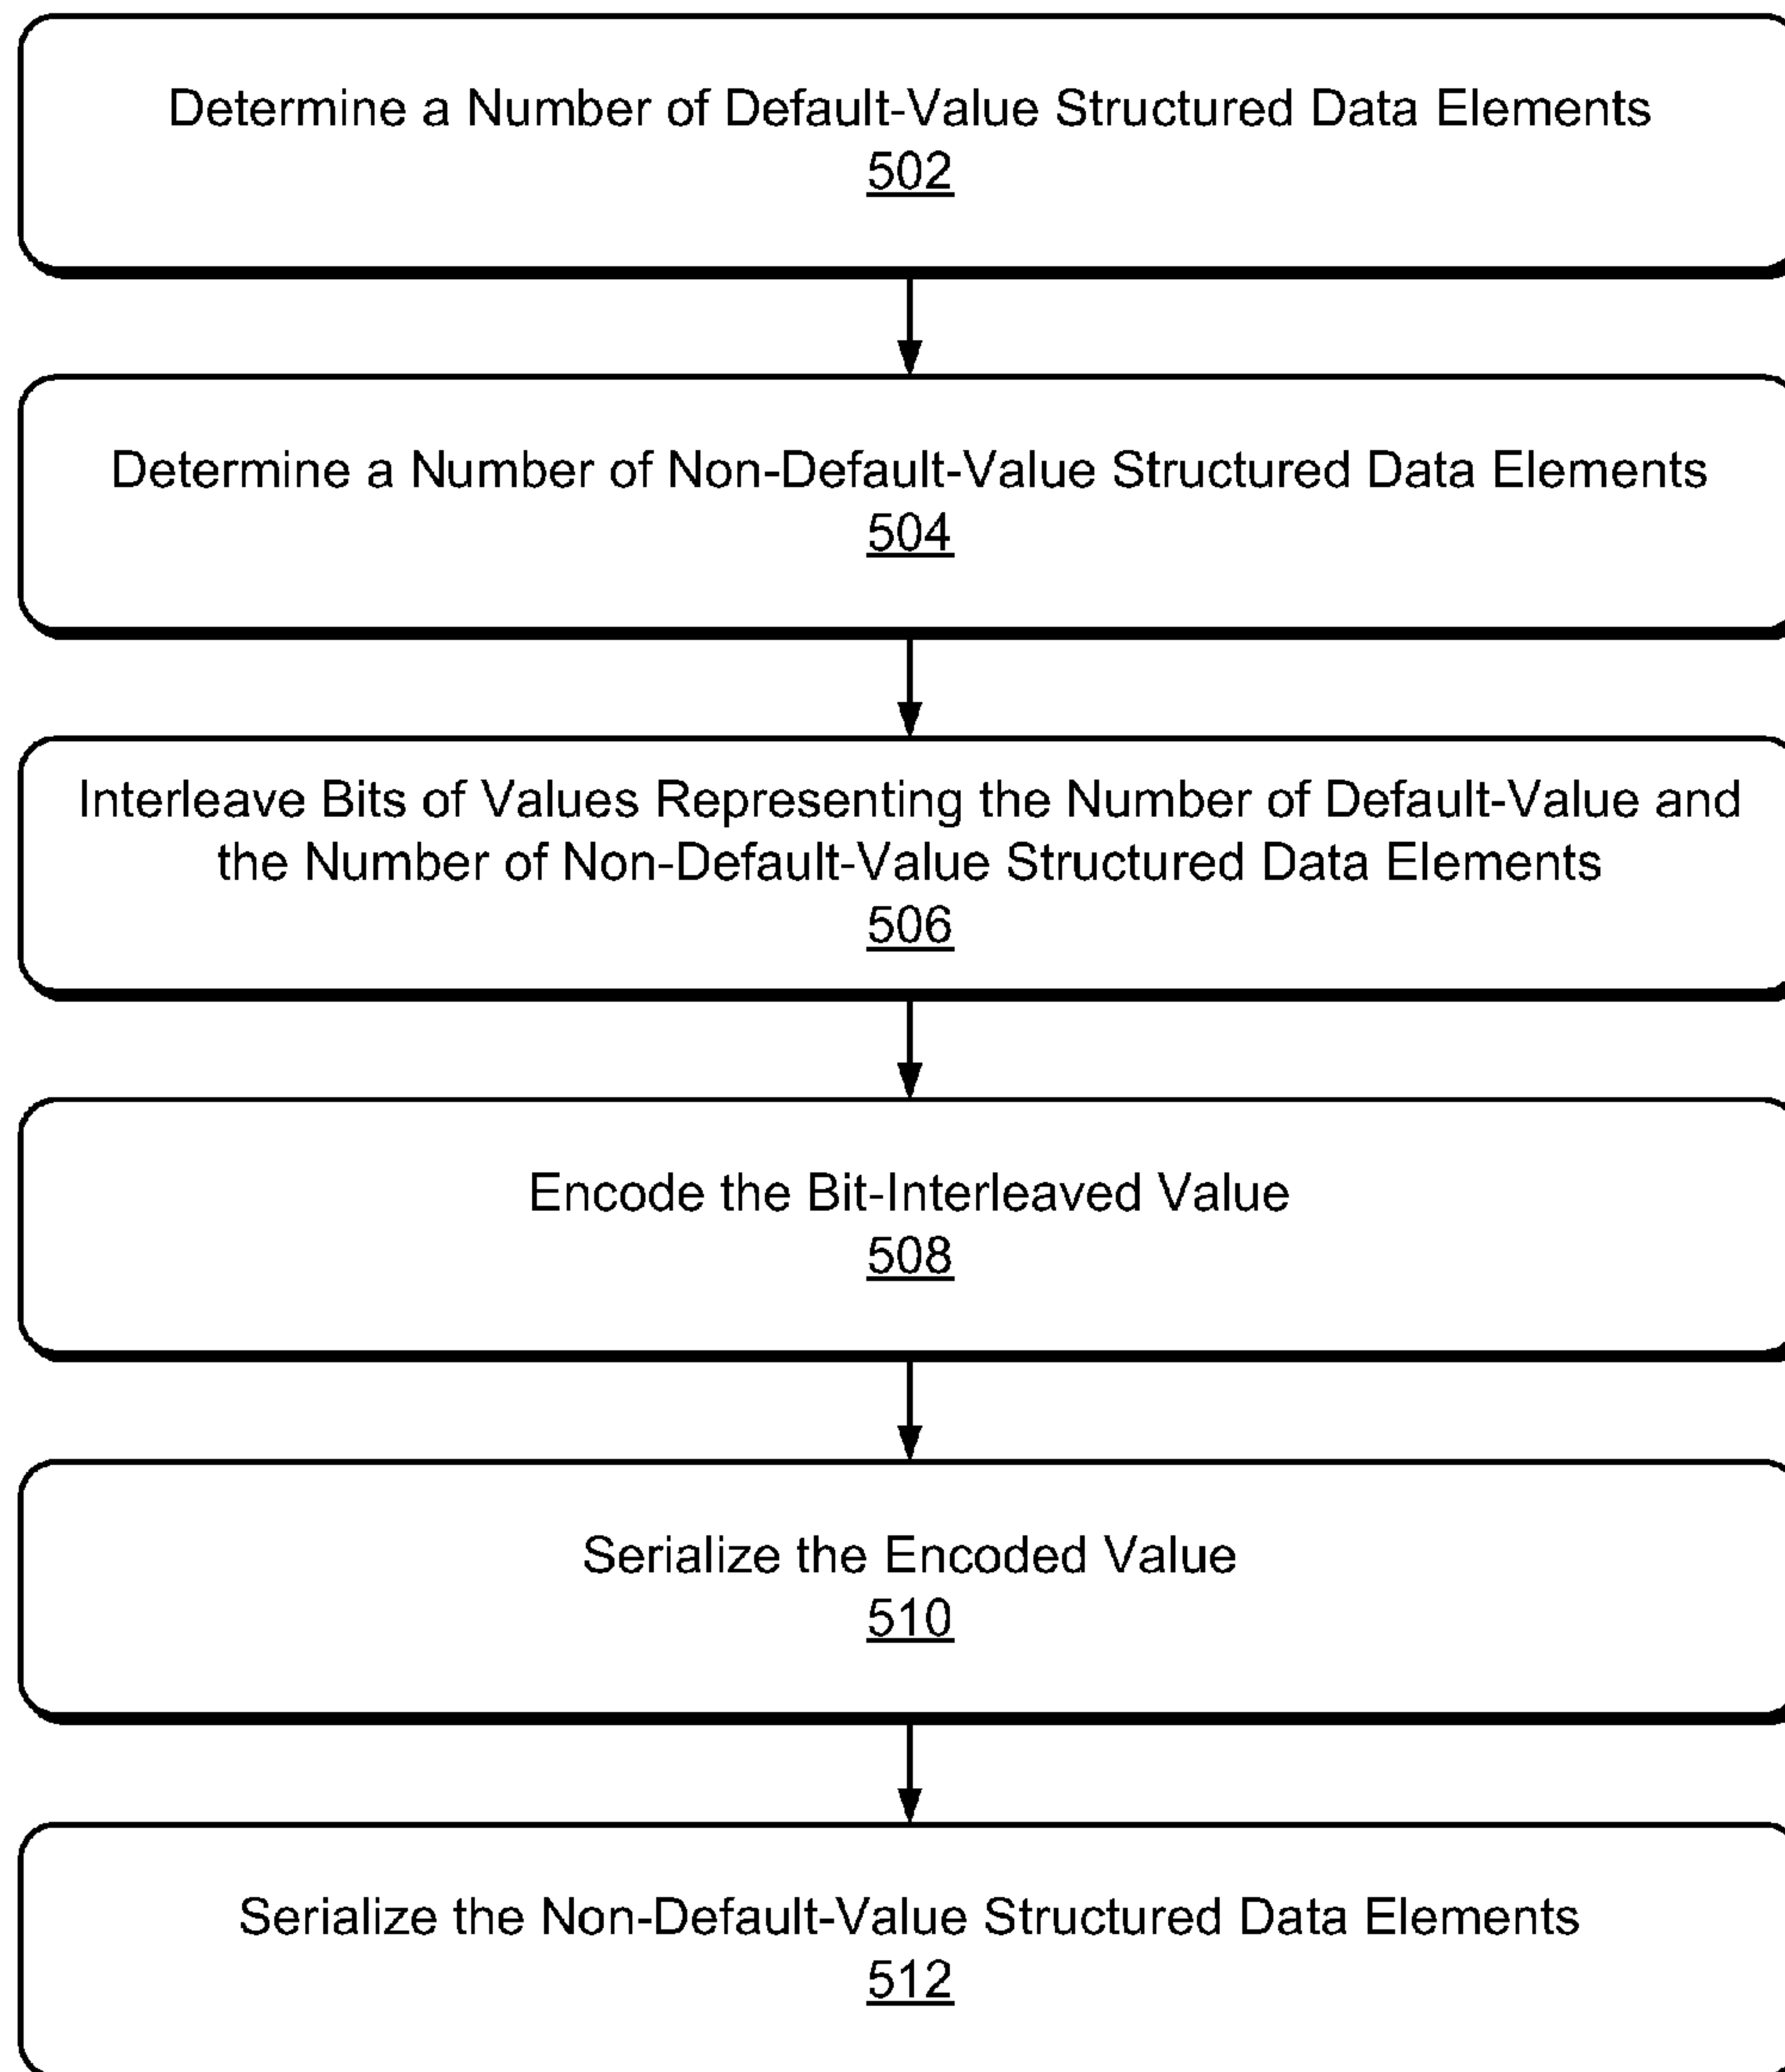 Determine a Number of Default-Value Structured Data Elements
502
Determine a Number of Non-Default-Value Structured Data Elements
504
Interleave Bits of Values Representing the Number of Default-Value and
the Number of Non-Default-Value Structured Data Elements
506
Encode the Bit-Interleaved Value
508
Serialize the Encoded Value
510
Serialize the Non-Default-Value Structured Data Elements
512